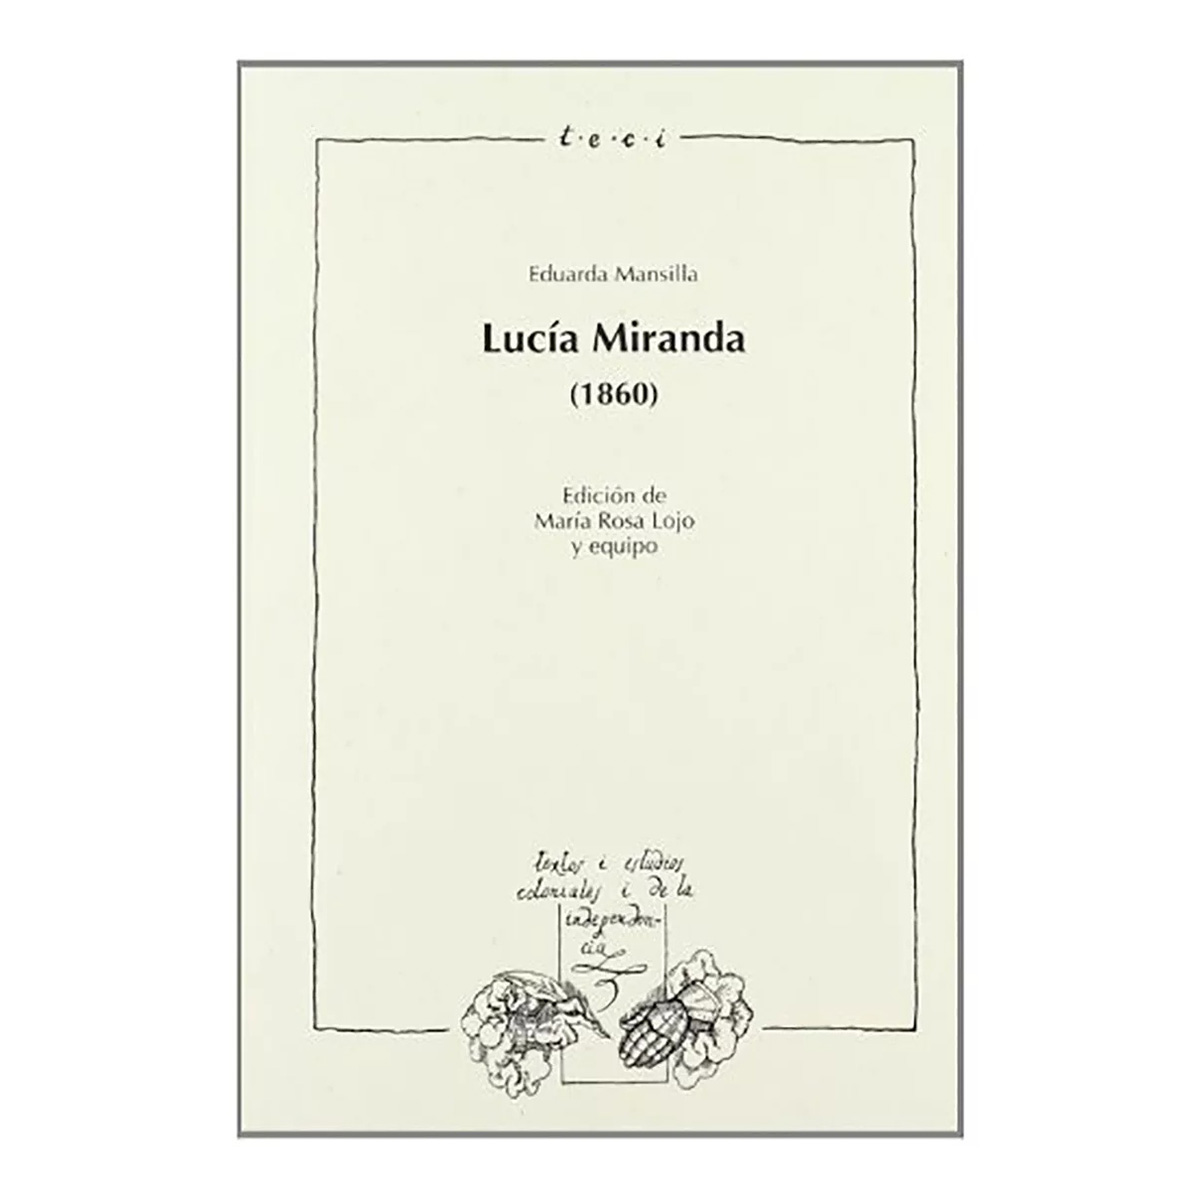 t·e·c·i
Eduarda Mansilla
Lucía Miranda
(1860)
Edición de
María Rosa Lojo
y equipo
textos i estudios
coloniales i de la
independen-
cia